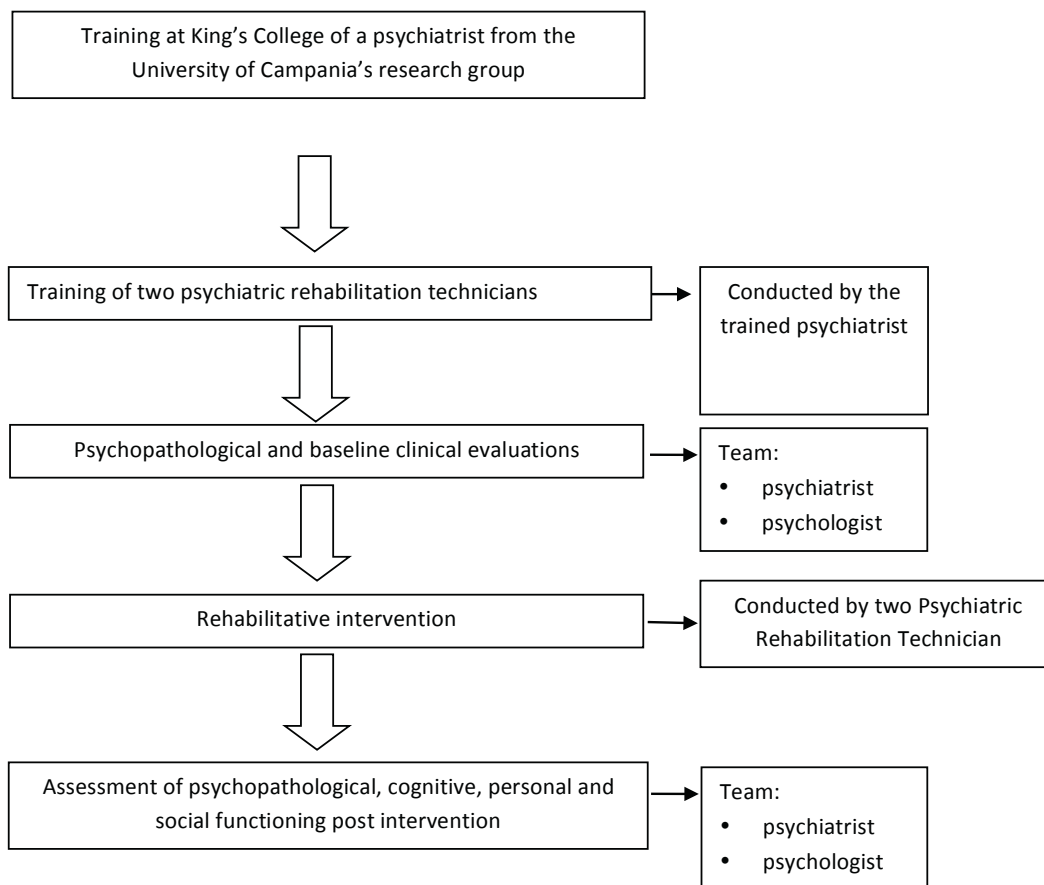 Training at King’s College of a psychiatrist from the
University of Campania’s research group
Training of two psychiatric rehabilitation technicians
Conducted by the
trained psychiatrist
Psychopathological and baseline clinical evaluations
Team:
• psychiatrist
• psychologist
Rehabilitative intervention
Conducted by two Psychiatric
Rehabilitation Technician
Assessment of psychopathological, cognitive, personal and
social functioning post intervention
Team:
• psychiatrist
• psychologist